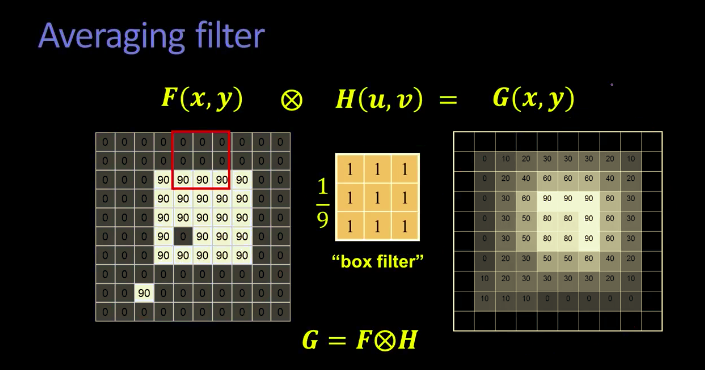 Averaging filter
F(x, y) ⊗ H(u, v) = G(x, y)
0 0 0 0 0 0 0 0 0 0
0 0 0 0 0 0 0 0 0 0
0 0 0 90 90 90 90 90 0 0
0 0 0 90 90 90 90 90 0 0
0 0 0 90 90 90 90 90 0 0
0 0 0 90 0 90 90 90 0 0
0 0 0 90 90 90 90 90 0 0
0 0 0 0 0 0 0 0 0 0
0 0 90 0 0 0 0 0 0 0
0 0 0 0 0 0 0 0 0 0
1/9
1 1 1
1 1 1
1 1 1
“box filter”
0 10 20 30 30 30 20 10
0 20 40 60 60 60 40 20
0 30 60 90 90 90 60 30
0 30 50 80 80 90 60 30
0 30 50 80 80 90 60 30
0 20 30 50 50 60 40 20
10 20 30 30 30 30 20 10
10 10 10 0 0 0 0 0
G = F⊗H